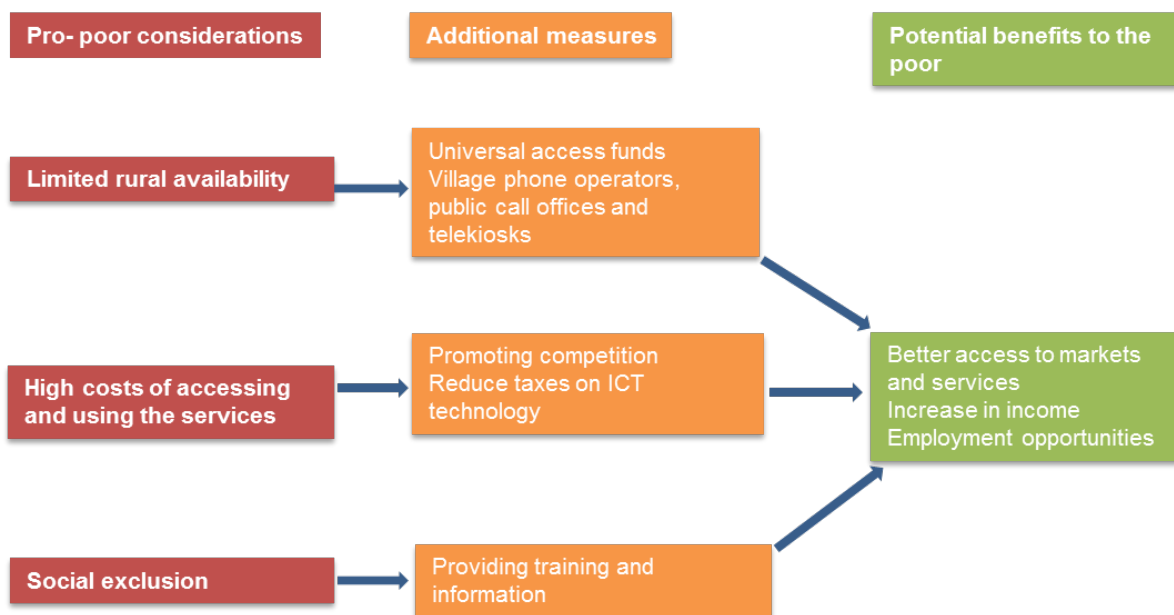 Pro- poor considerations
Additional measures
Potential benefits to the
poor
Limited rural availability
Universal access funds
Village phone operators,
public call offices and
telekiosks
High costs of accessing
and using the services
Promoting competition
Reduce taxes on ICT
technology
Better access to markets
and services
Increase in income
Employment opportunities
Social exclusion
Providing training and
information